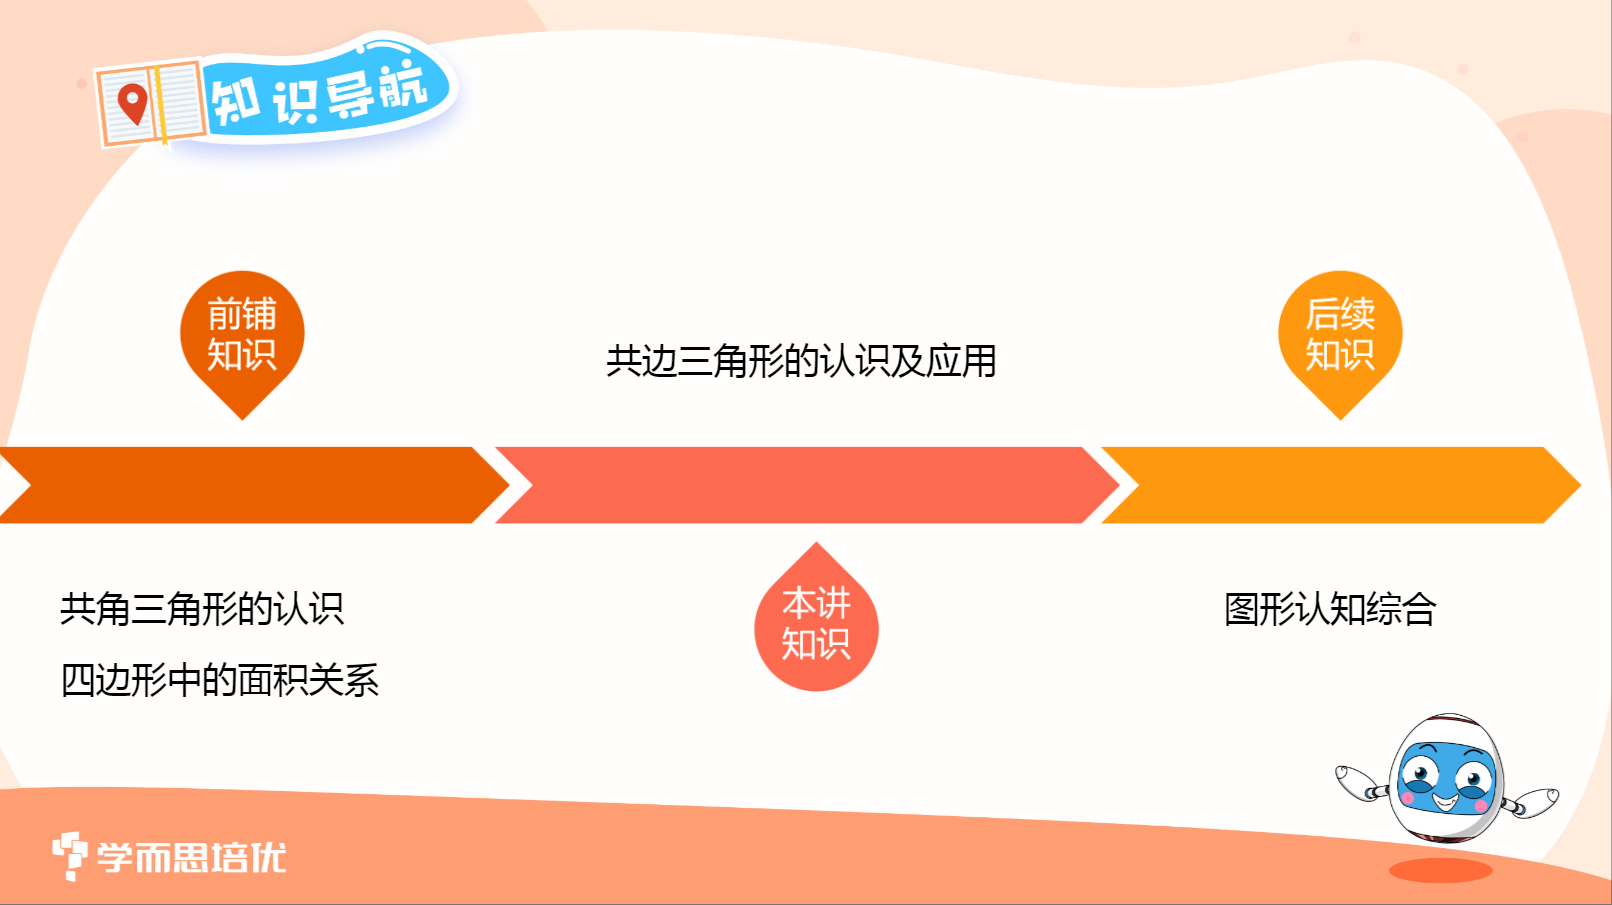 知识导航
前铺
知识
共边三角形的认识及应用
后续
知识
共角三角形的认识
四边形中的面积关系
本讲
知识
图形认知综合
学而思培优